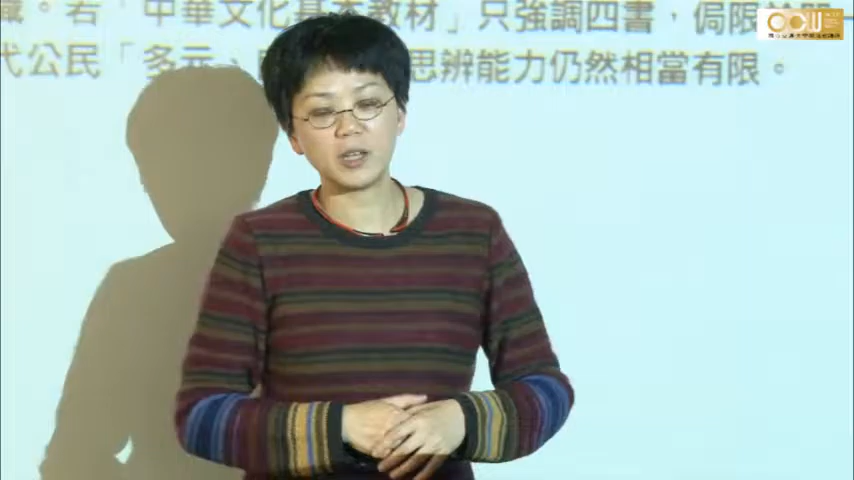 識。若「中華文化基本教材」只強調四書，侷限
代公民「多元、思辨能力仍然相當有限。
OCW